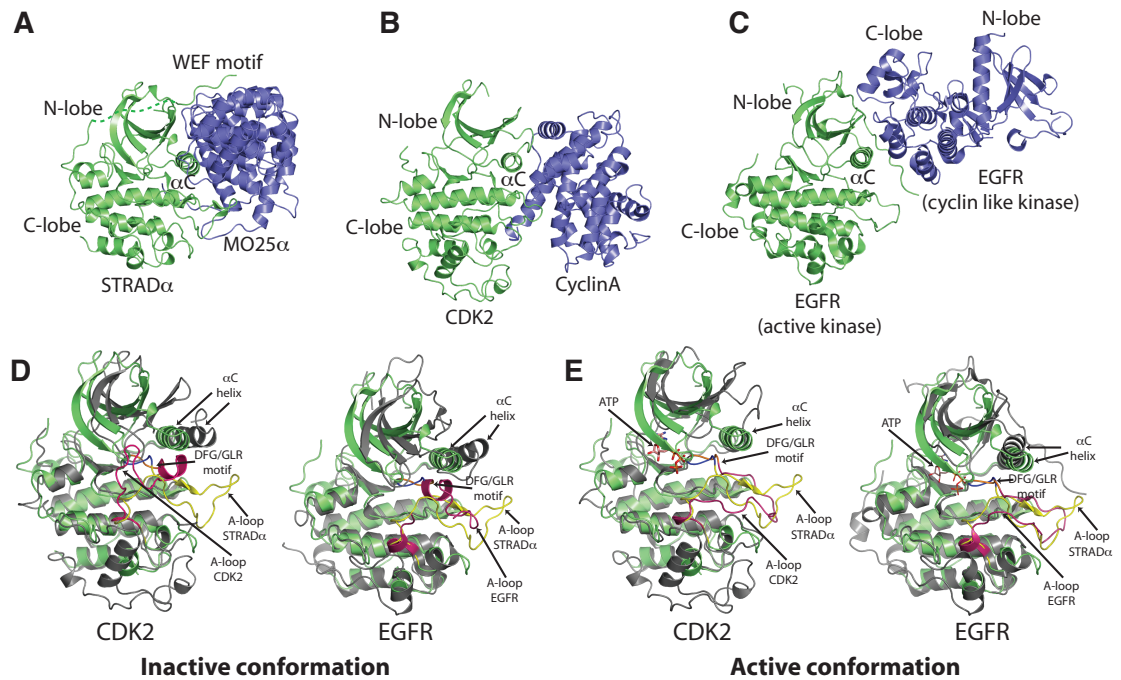 A
WEF motif
N-lobe
αC
C-lobe
MO25α
STRADα
B
N-lobe
αC
C-lobe
CyclinA
CDK2
C
N-lobe
C-lobe
N-lobe
αC
EGFR
(cyclin like kinase)
C-lobe
EGFR
(active kinase)
D
αC
helix
DFG/GLR
motif
A-loop
STRADα
A-loop
CDK2
CDK2
αC
helix
DFG/GLR
motif
A-loop
STRADα
A-loop
EGFR
EGFR
Inactive conformation
E
ATP
αC
helix
DFG/GLR
motif
A-loop
STRADα
A-loop
CDK2
CDK2
ATP
αC
helix
DFG/GLR
motif
A-loop
STRADα
A-loop
EGFR
EGFR
Active conformation